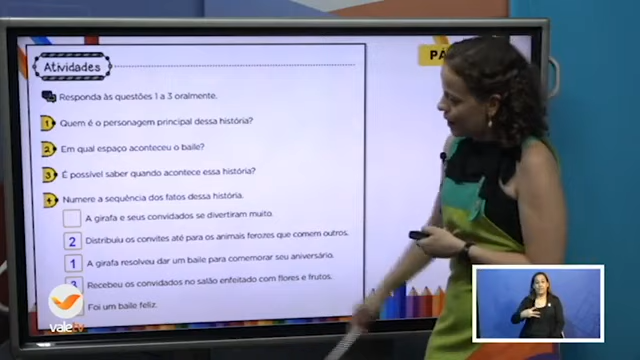 PÁ
Atividades
Responda às questões 1 a 3 oralmente.
1 Quem é o personagem principal dessa história?
2 Em qual espaço aconteceu o baile?
3 É possível saber quando acontece essa história?
4 Numere a sequência dos fatos dessa história.
A girafa e seus convidados se divertiram muito.
2 Distribuiu os convites até para os animais ferozes que comem outros.
1 A girafa resolveu dar um baile para comemorar seu aniversário.
3 Recebeu os convidados no salão enfeitado com flores e frutos.
Foi um baile feliz.
vale tv